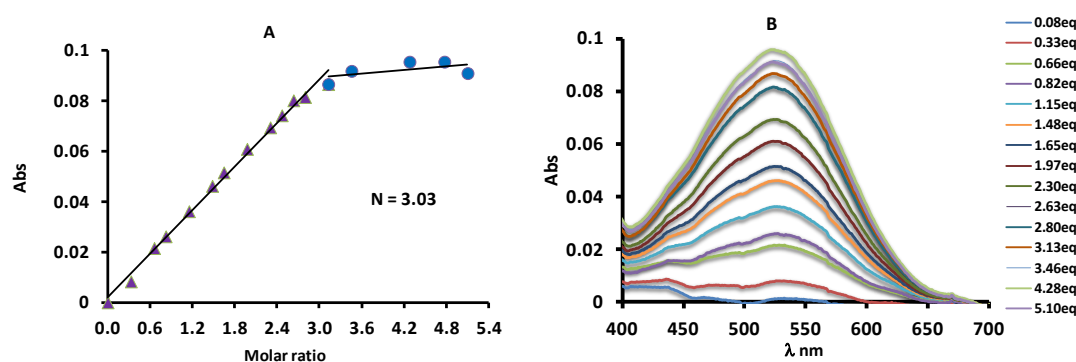 A
Abs
0.1
0.08
0.06
0.04
0.02
0
N = 3.03
0.0 0.6 1.2 1.8 2.4 3.0 3.6 4.2 4.8 5.4
Molar ratio
B
Abs
0.1
0.08
0.06
0.04
0.02
0
400 450 500 550 600 650 700
λ nm
0.08eq
0.33eq
0.66eq
0.82eq
1.15eq
1.48eq
1.65eq
1.97eq
2.30eq
2.63eq
2.80eq
3.13eq
3.46eq
4.28eq
5.10eq